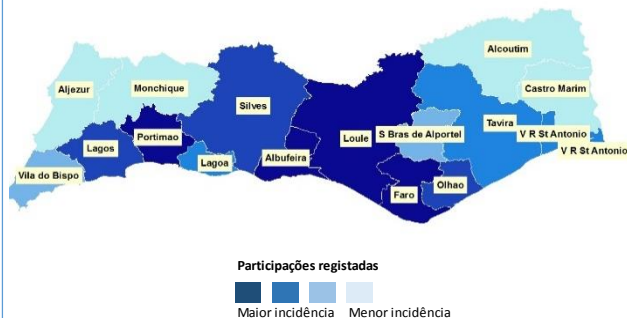 Alcoutim
Aljezur
Monchique
Castro Marim
Silves
Portimao
Loule
S Bras de Alportel
Tavira
V R St Antonio
Lagos
Lagoa
Albufeira
V R St Antonio
Vila do Bispo
Faro
Olhao
Participações registadas
Maior incidência Menor incidência